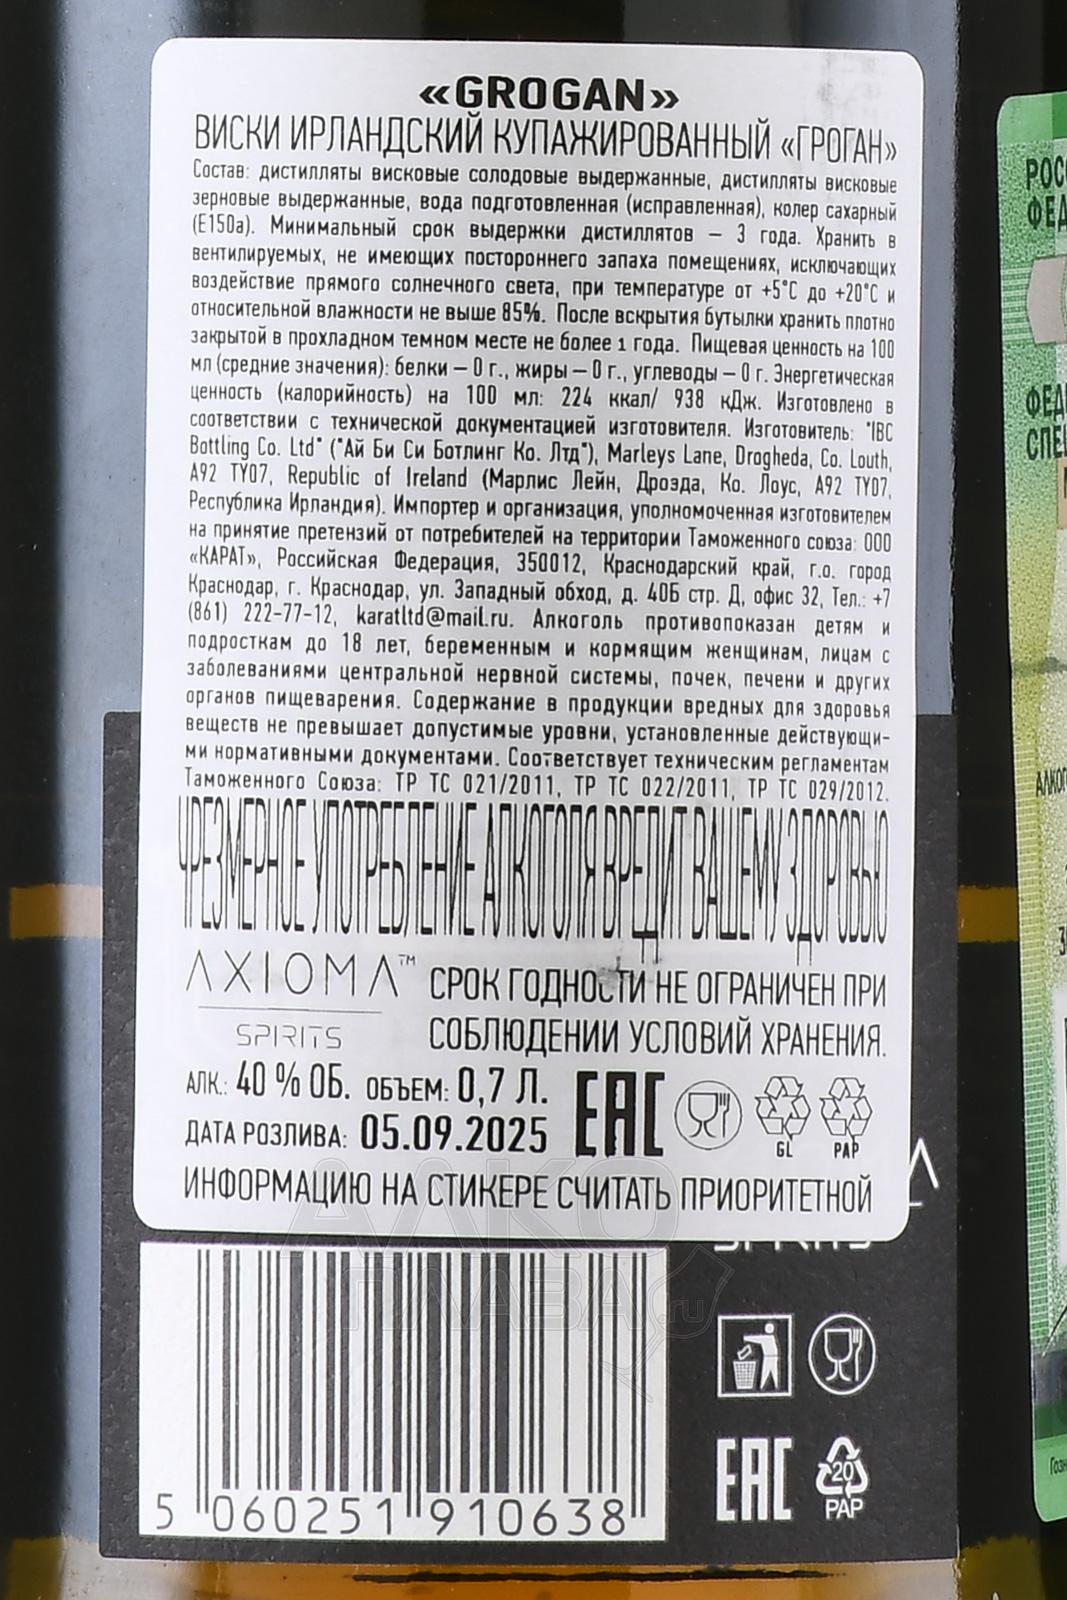 «GROGAN»
ВИСКИ ИРЛАНДСКИЙ КУПАЖИРОВАННЫЙ «ГРОГАН»
Состав: дистилляты висковые солодовые выдержанные, дистилляты висковые
зерновые выдержанные, вода подготовленная (исправленная), колер сахарный
(Е150а). Минимальный срок выдержки дистиллятов – 3 года. Хранить в
вентилируемых, не имеющих постороннего запаха помещениях, исключающих
воздействие прямого солнечного света, при температуре от +5°С до +20°С и
относительной влажности не выше 85%. После вскрытия бутылки хранить плотно
закрытой в прохладном темном месте не более 1 года. Пищевая ценность на 100
мл (средние значения): белки – 0 г., жиры – 0 г., углеводы – 0 г. Энергетическая
ценность (калорийность) на 100 мл: 224 ккал/ 938 кДж. Изготовлено в
соответствии с технической документацией изготовителя. Изготовитель: "IBC
Bottling Co. Ltd" ("Ай Би Си Ботлинг Ко. Лтд"), Marleys Lane, Drogheda, Co. Louth,
A92 TY07, Republic of Ireland (Марлис Лейн, Дрозда, Ко. Лоус, А92 TY07,
Республика Ирландия). Импортер и организация, уполномоченная изготовителем
на принятие претензий от потребителей на территории Таможенного союза: ООО
«КАРАТ», Российская Федерация, 350012, Краснодарский край, г.о. город
Краснодар, г. Краснодар, ул. Западный обход, д. 40Б стр. Д, офис 32, Тел.: +7
(861) 222-77-12, karatltd@mail.ru. Алкоголь противопоказан детям и
подросткам до 18 лет, беременным и кормящим женщинам, лицам с
заболеваниями центральной нервной системы, почек, печени и других
органов пищеварения. Содержание в продукции вредных для здоровья
веществ не превышает допустимые уровни, установленные действующи-
ми нормативными документами. Соответствует техническим регламентам
Таможенного Союза: ТР ТС 021/2011, ТР ТС 022/2011, ТР ТС 029/2012.
ЧРЕЗМЕРНОЕ УПОТРЕБЛЕНИЕ АЛКОГОЛЯ ВРЕДИТ ВАШЕМУ ЗДОРОВЬЮ
AXIOMA™
SPIRITS
СРОК ГОДНОСТИ НЕ ОГРАНИЧЕН ПРИ
СОБЛЮДЕНИИ УСЛОВИЙ ХРАНЕНИЯ.
АЛК.: 40 % ОБ. ОБЪЕМ: 0,7 Л.
ДАТА РОЗЛИВА: 05.09.2025
EAC
GL
PAP
ИНФОРМАЦИЮ НА СТИКЕРЕ СЧИТАТЬ ПРИОРИТЕТНОЙ
SPIRITS
АЛКО
ПЛАВА.ru
5 060251 910638
EAC
20
PAP